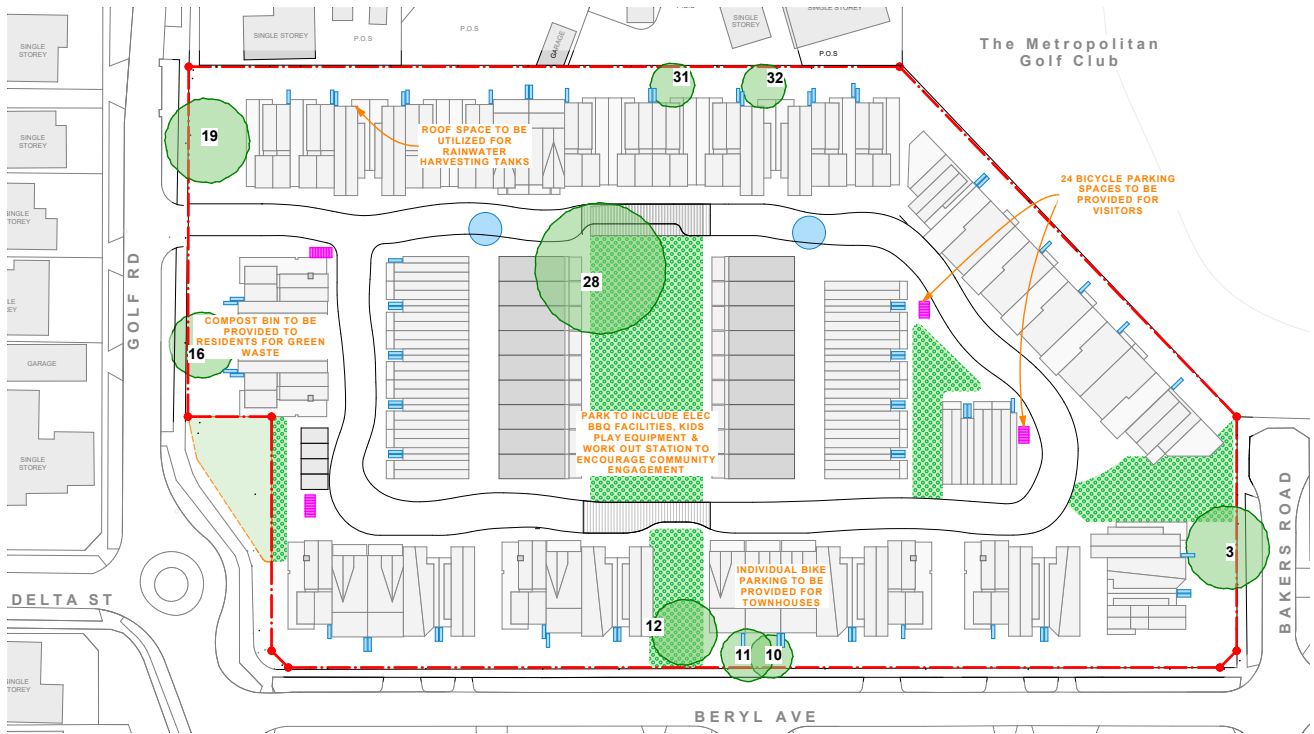 SINGLE STOREY
P.O.S
SINGLE
STOREY
SINGLE
STOREY
P.O.S
GARAGE
P.O.S
The Metropolitan
Golf Club
SINGLE
STOREY
31
32
19
ROOF SPACE TO BE
UTILIZED FOR
RAINWATER
HARVESTING TANKS
SINGLE
STOREY
24 BICYCLE PARKING
SPACES TO BE
PROVIDED FOR
VISITORS
SINGLE
STOREY
GOLF RD
28
COMPOST BIN TO BE
PROVIDED TO
RESIDENTS FOR GREEN
WASTE
16
GARAGE
PARK TO INCLUDE ELEC
BBQ FACILITIES, KIDS
PLAY EQUIPMENT &
WORK OUT STATION TO
ENCOURAGE COMMUNITY
ENGAGEMENT
SINGLE
STOREY
BAKERS ROAD
3
INDIVIDUAL BIKE
PARKING TO BE
PROVIDED FOR
TOWNHOUSES
DELTA ST
12
11
10
SINGLE
STOREY
BERYL AVE